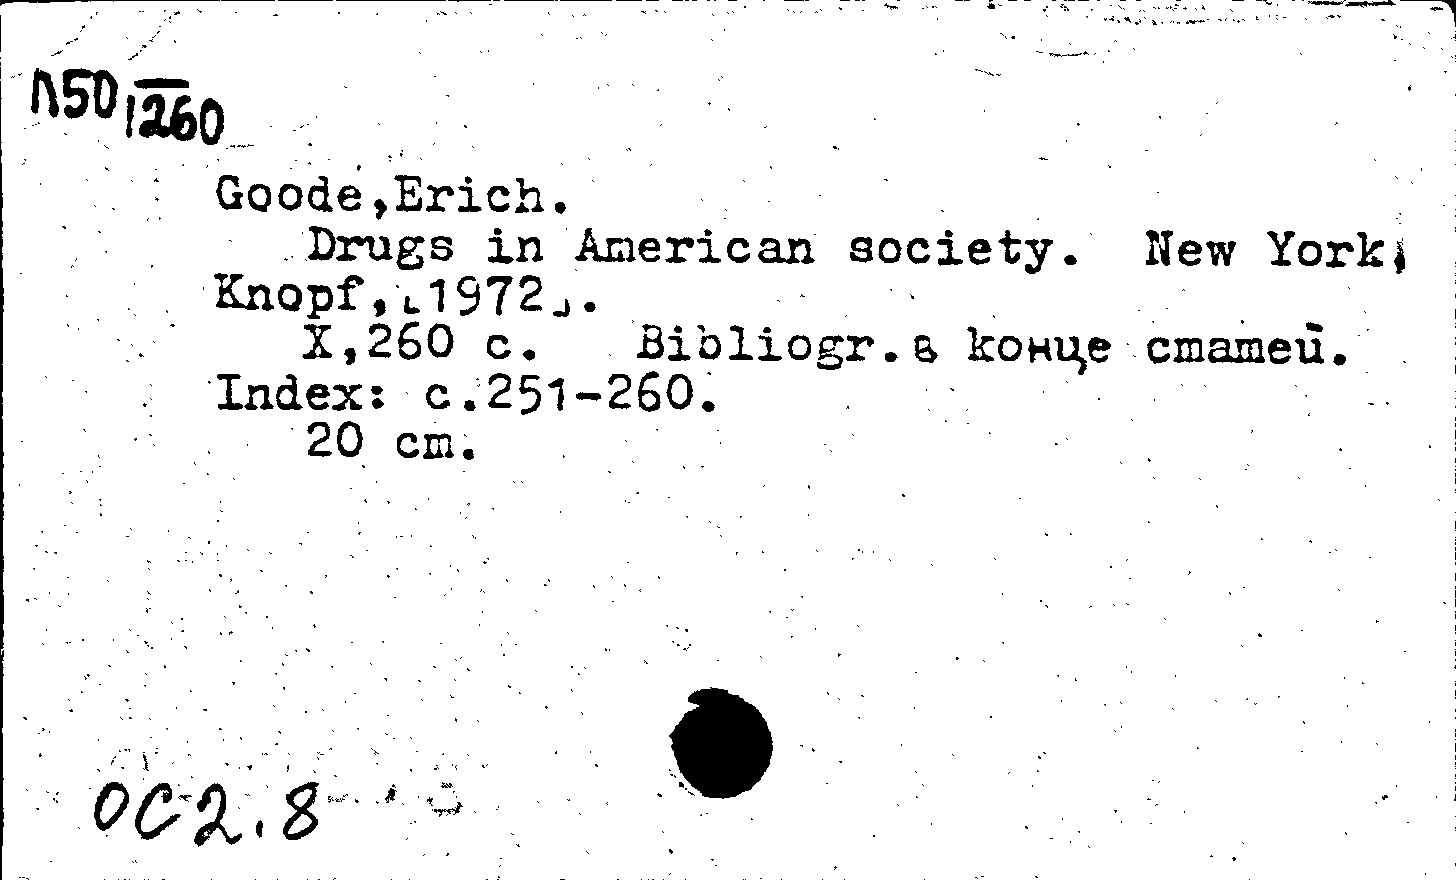 Л50 1260
Goode,Erich.
Drugs in American society. New York,
Knopf,[1972].
X,260 c. Bibliogr.в конце статей.
Index: c.251-260.
20 cm.
ОС2.8